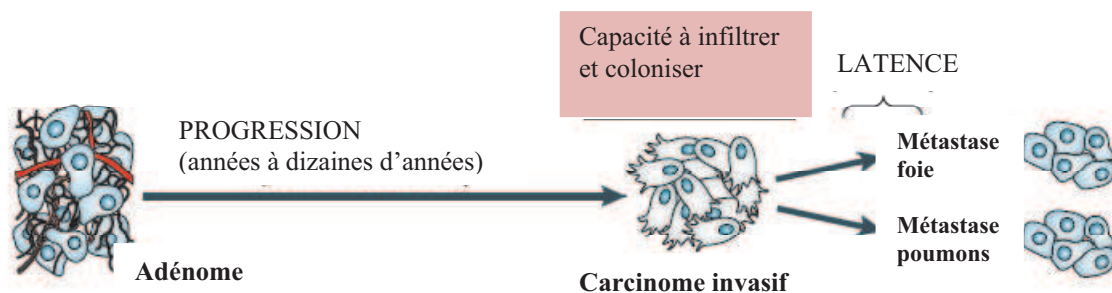 Capacité à infiltrer
et coloniser
LATENCE
PROGRESSION
(années à dizaines d’années)
Métastase
foie
Métastase
poumons
Adénome
Carcinome invasif